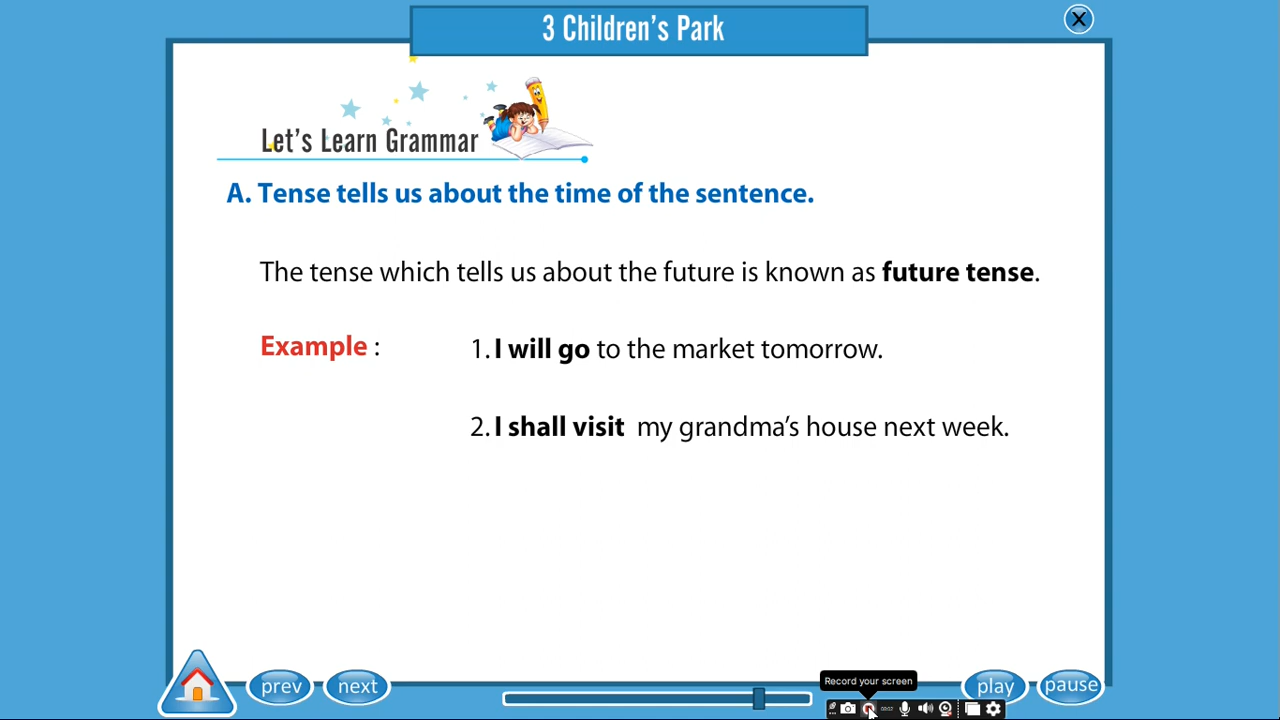 3 Children's Park
X
Let's Learn Grammar
A. Tense tells us about the time of the sentence.
The tense which tells us about the future is known as future tense.
Example :
1. I will go to the market tomorrow.
2. I shall visit my grandma's house next week.
Record your screen
prev
next
play
pause
00:02